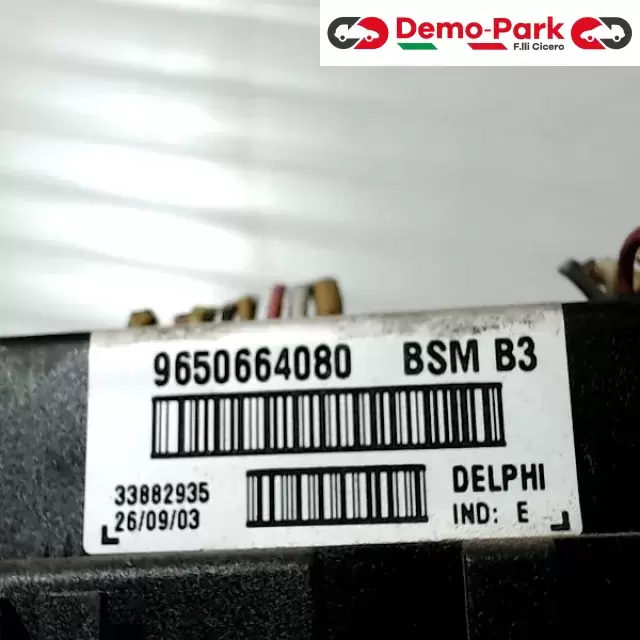 Demo-Park
F.lli Cicero
9650664080 BSM B3
33882935
26/09/03
DELPHI
IND: E